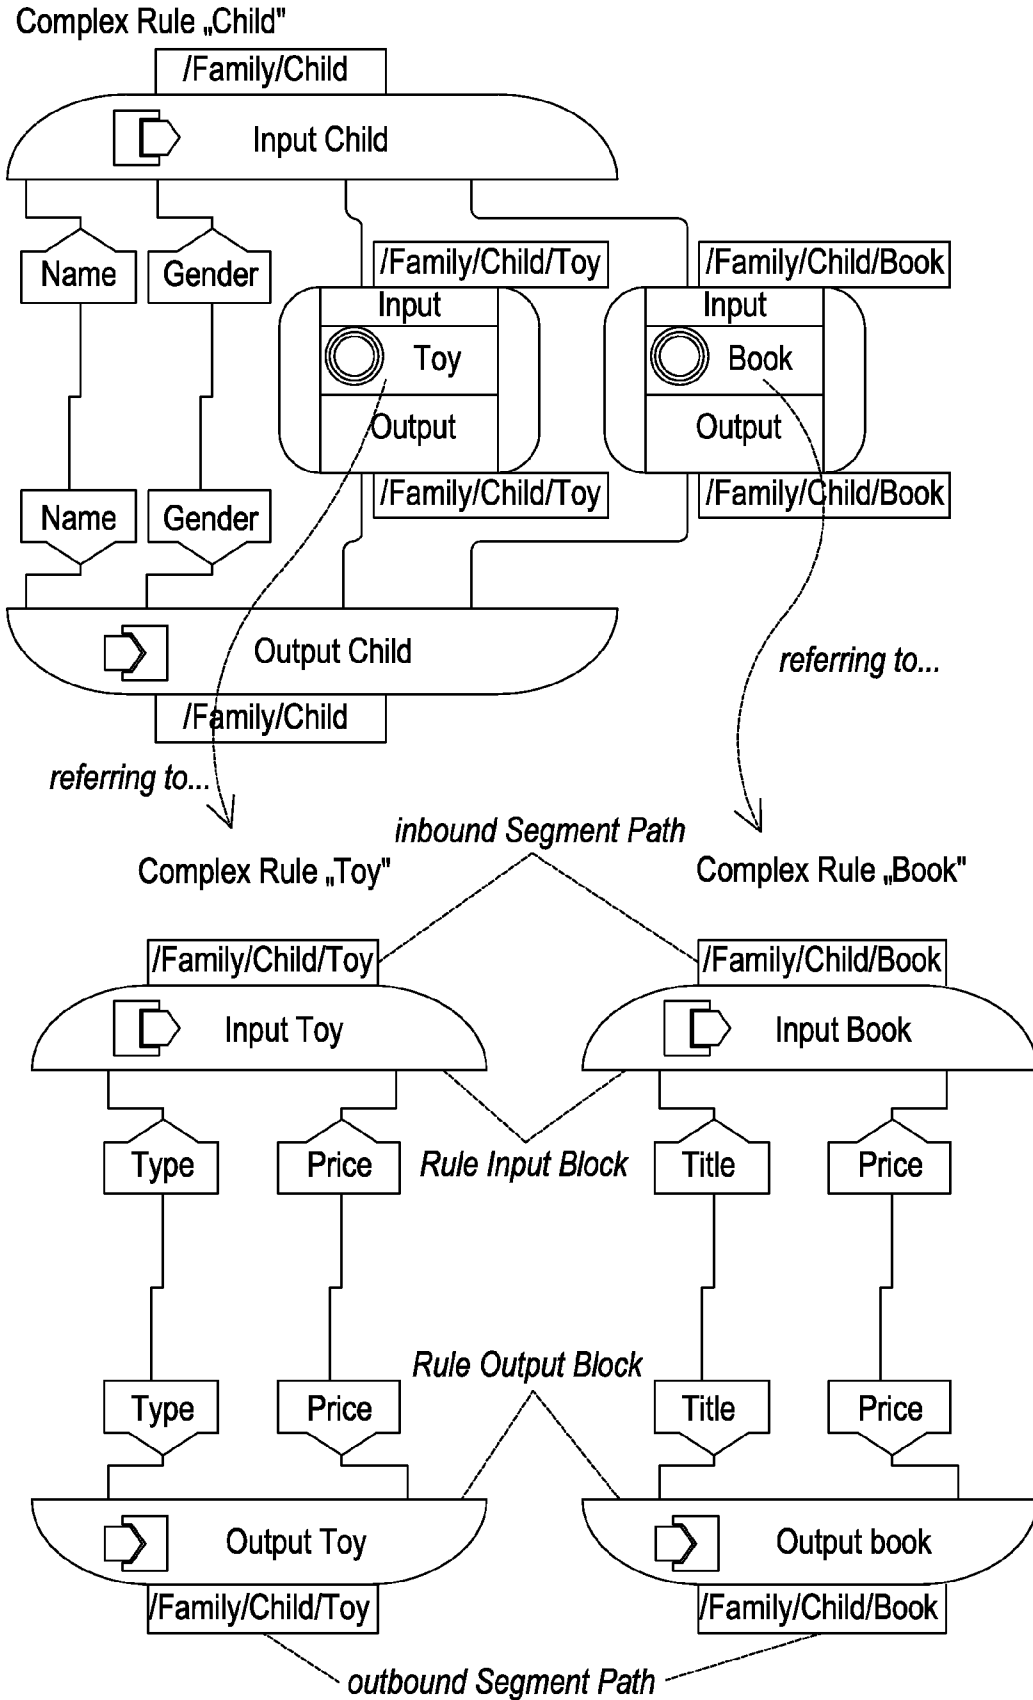 Complex Rule „Child"
/Family/Child
Input Child
Name
Gender
/Family/Child/Toy
/Family/Child/Book
Input
Toy
Output
Input
Book
Output
/Family/Child/Toy
/Family/Child/Book
Name
Gender
Output Child
/Family/Child
referring to...
referring to...
inbound Segment Path
Complex Rule „Toy"
Complex Rule „Book"
/Family/Child/Toy
/Family/Child/Book
Input Toy
Input Book
Type
Price
Rule Input Block
Title
Price
Rule Output Block
Type
Price
Title
Price
Output Toy
Output book
/Family/Child/Toy
/Family/Child/Book
outbound Segment Path